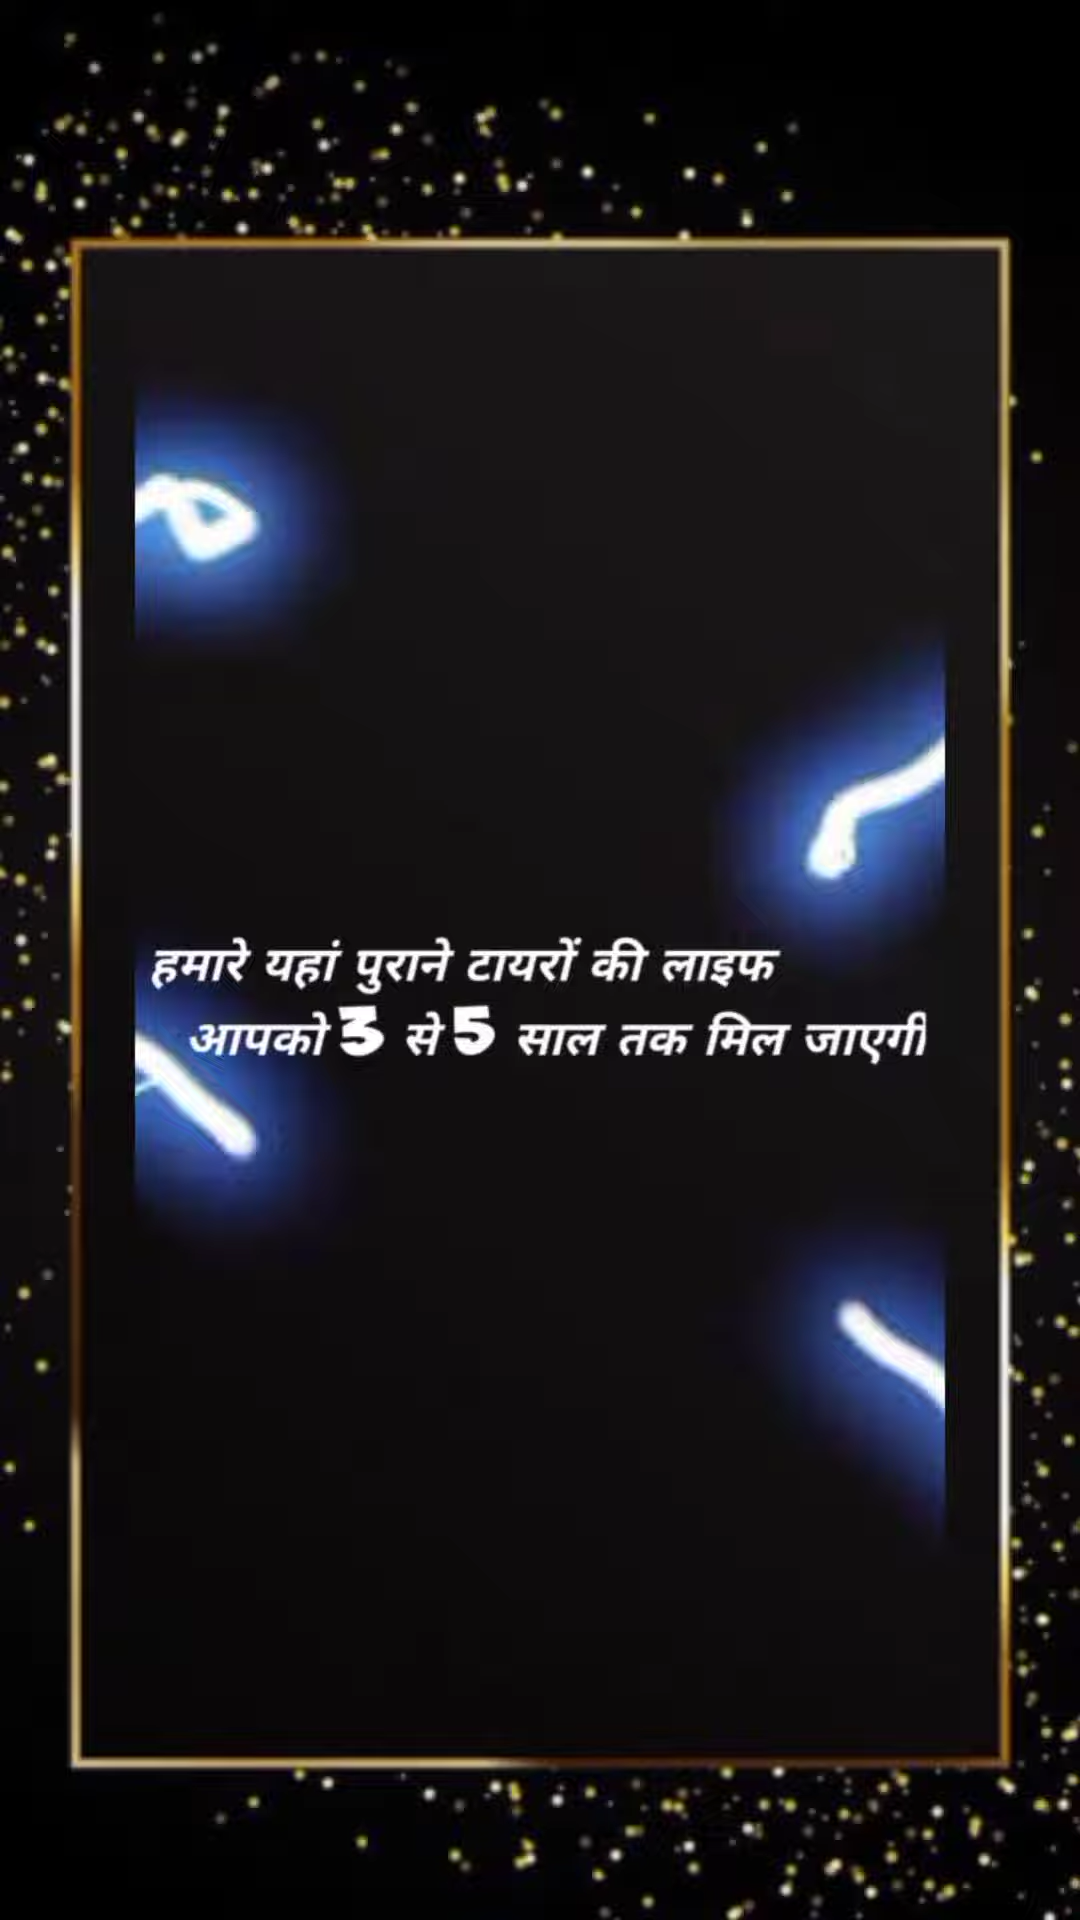 हमारे यहां पुराने टायरों की लाइफ
आपको 3 से 5 साल तक मिल जाएगी